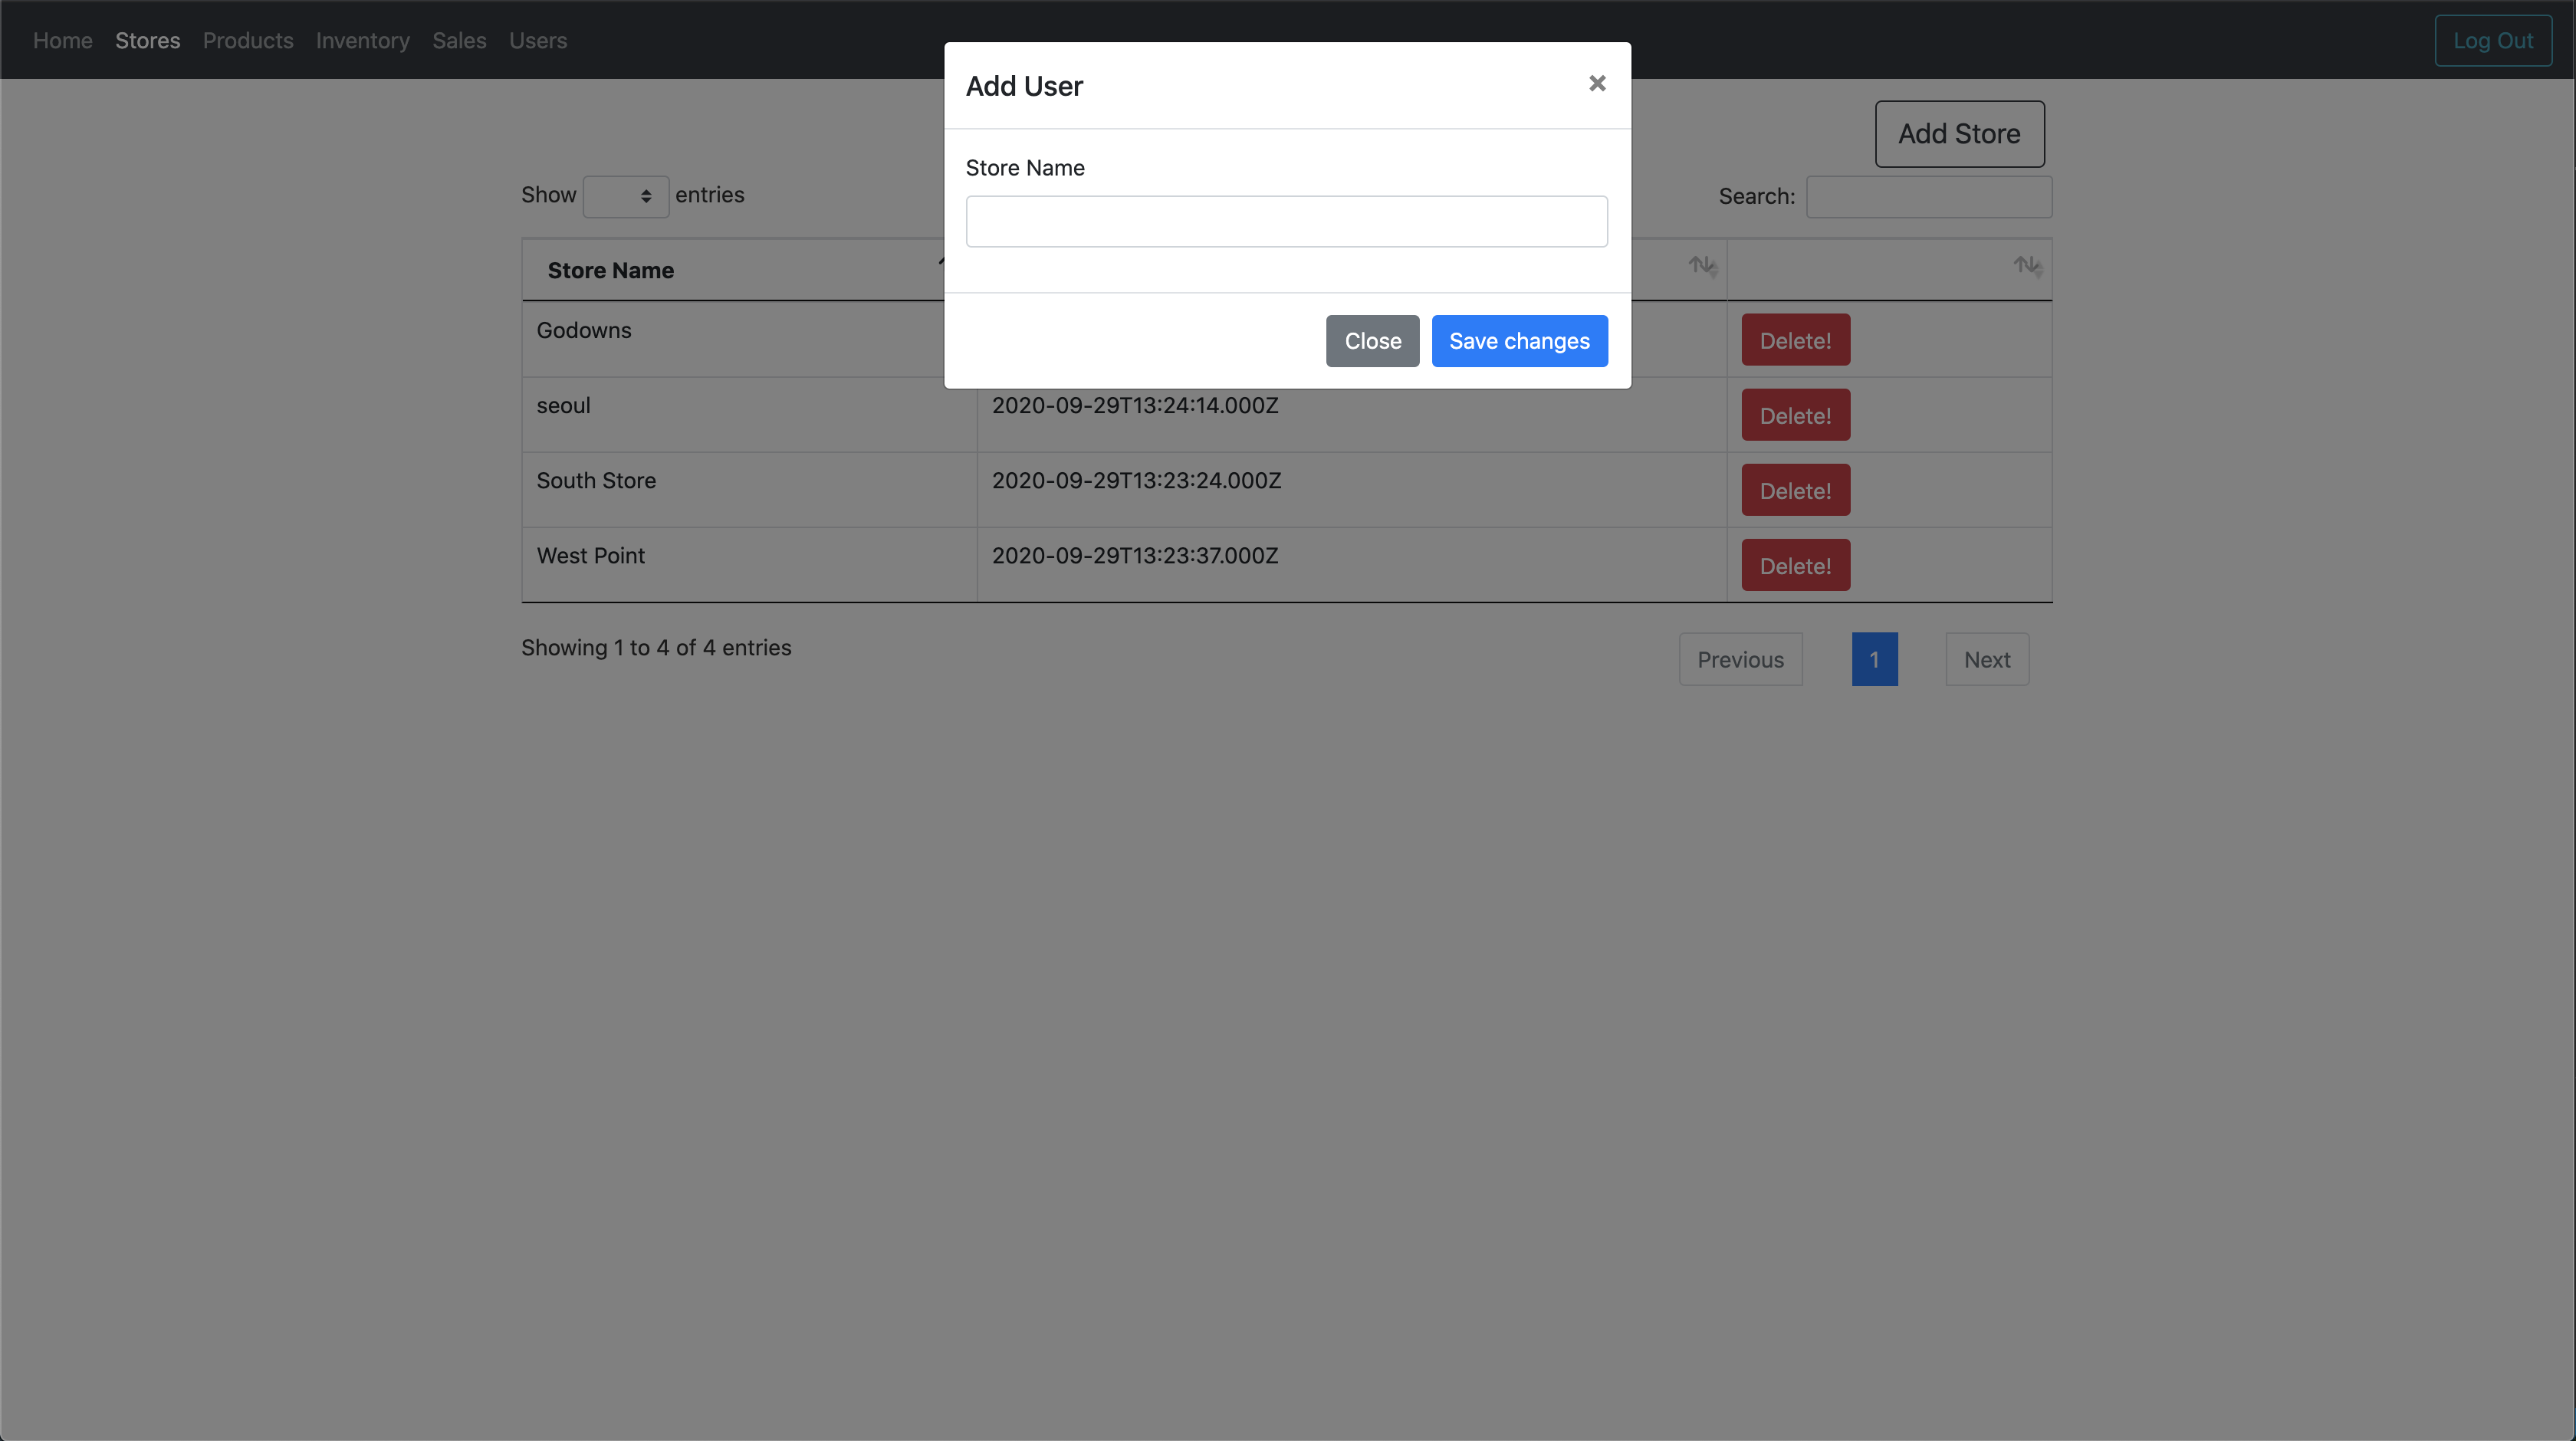 Home Stores Products Inventory Sales Users Log Out
Add User ×
Add Store
Store Name
Show entries
Search:
Store Name
Godowns Delete!
Close Save changes
seoul 2020-09-29T13:24:14.000Z Delete!
South Store 2020-09-29T13:23:24.000Z Delete!
West Point 2020-09-29T13:23:37.000Z Delete!
Showing 1 to 4 of 4 entries
Previous 1 Next